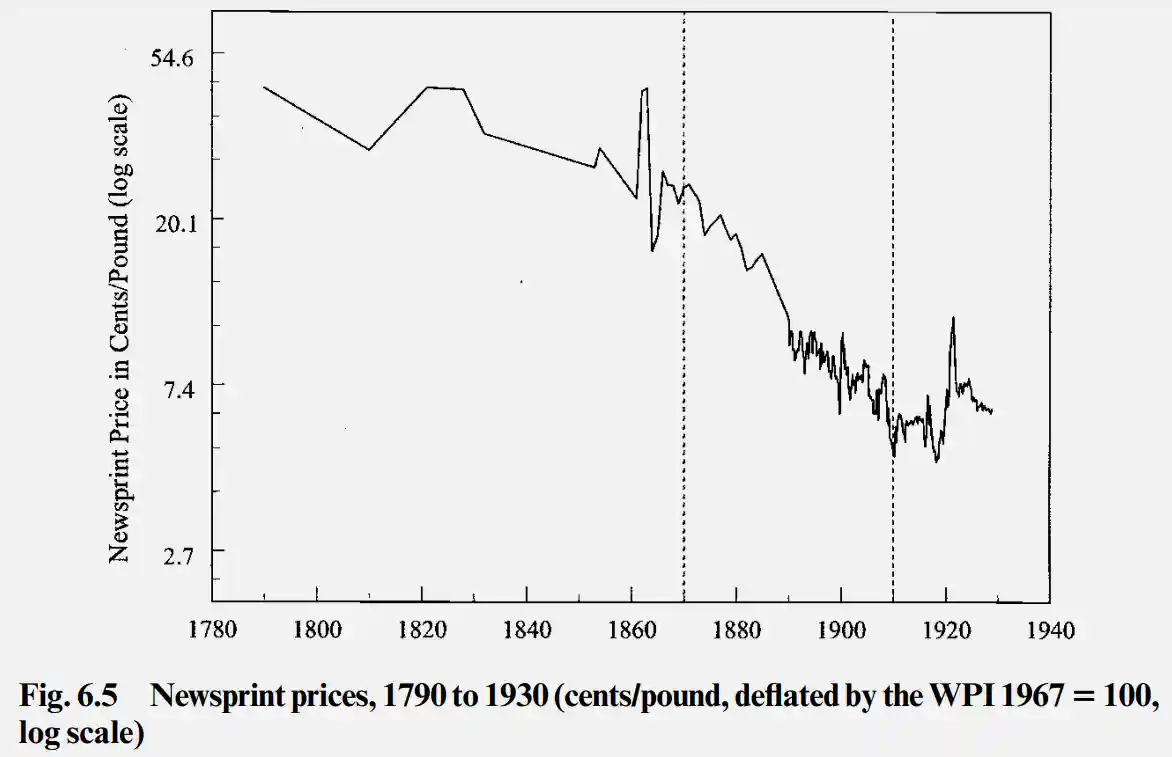 54.6
20.1
7.4
2.7
Newsprint Price in Cents/Pound (log scale)
1780 1800 1820 1840 1860 1880 1900 1920 1940
Fig. 6.5 Newsprint prices, 1790 to 1930 (cents/pound, deflated by the WPI 1967 = 100,
log scale)